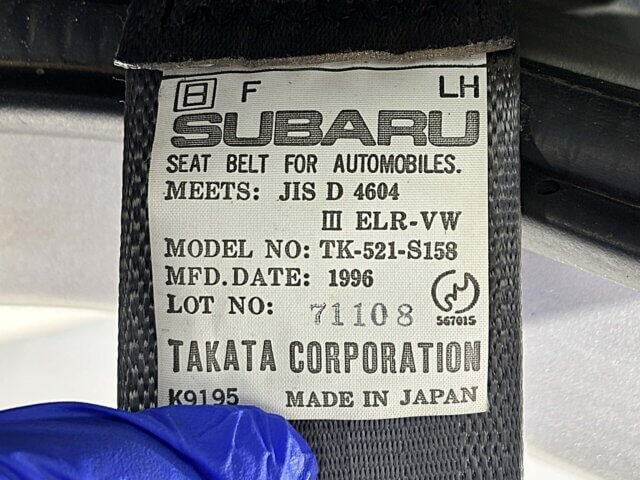 日 F LH
SUBARU
SEAT BELT FOR AUTOMOBILES.
MEETS: JIS D 4604
III ELR-VW
MODEL NO: TK-521-S158
MFD.DATE: 1996
LOT NO: 71108
567015
TAKATA CORPORATION
K9195 MADE IN JAPAN